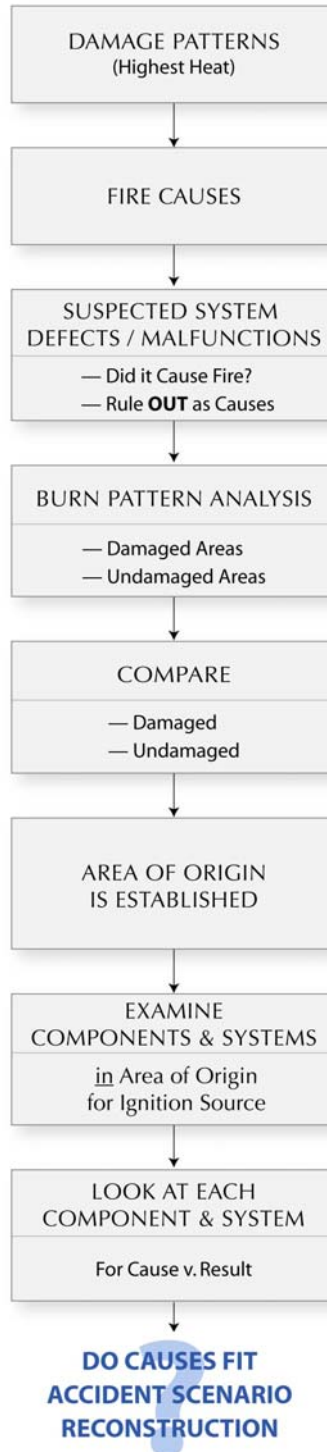 DAMAGE PATTERNS
(Highest Heat)
FIRE CAUSES
SUSPECTED SYSTEM
DEFECTS / MALFUNCTIONS
— Did it Cause Fire?
— Rule OUT as Causes
BURN PATTERN ANALYSIS
— Damaged Areas
— Undamaged Areas
COMPARE
— Damaged
— Undamaged
AREA OF ORIGIN
IS ESTABLISHED
EXAMINE
COMPONENTS & SYSTEMS
in Area of Origin
for Ignition Source
LOOK AT EACH
COMPONENT & SYSTEM
For Cause v. Result
DO CAUSES FIT
ACCIDENT SCENARIO
RECONSTRUCTION
?